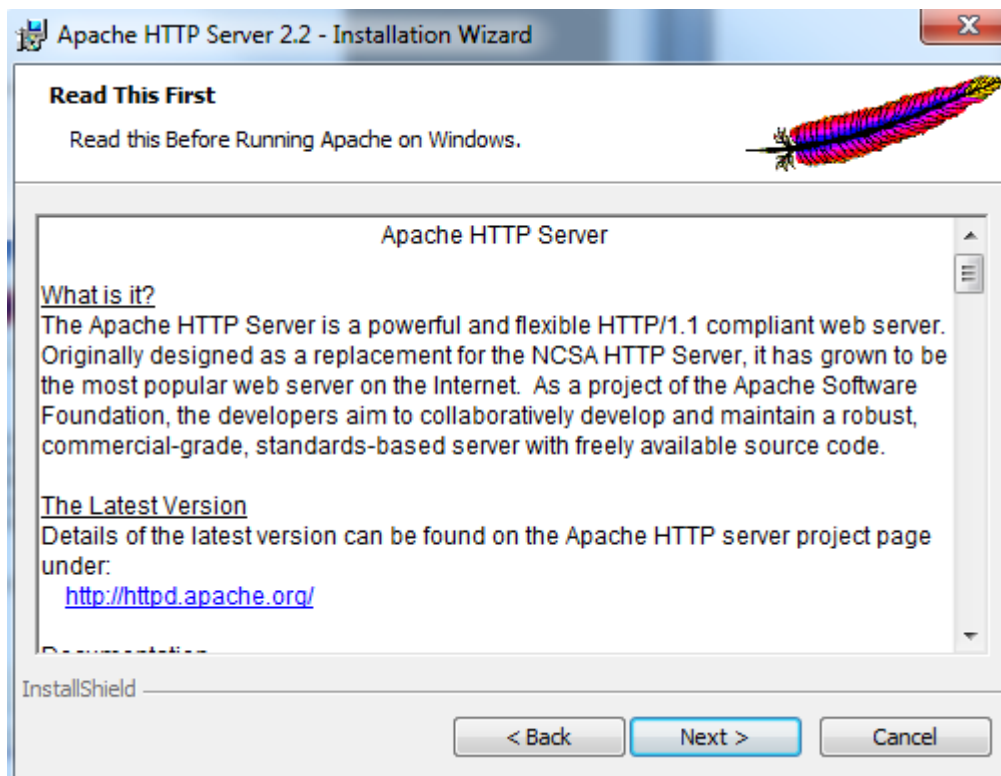 Apache HTTP Server 2.2 - Installation Wizard
Read This First
Read this Before Running Apache on Windows.
Apache HTTP Server
What is it?
The Apache HTTP Server is a powerful and flexible HTTP/1.1 compliant web server.
Originally designed as a replacement for the NCSA HTTP Server, it has grown to be
the most popular web server on the Internet.  As a project of the Apache Software
Foundation, the developers aim to collaboratively develop and maintain a robust,
commercial-grade, standards-based server with freely available source code.
The Latest Version
Details of the latest version can be found on the Apache HTTP server project page
under:
http://httpd.apache.org/
Documentation
InstallShield
< Back Next > Cancel